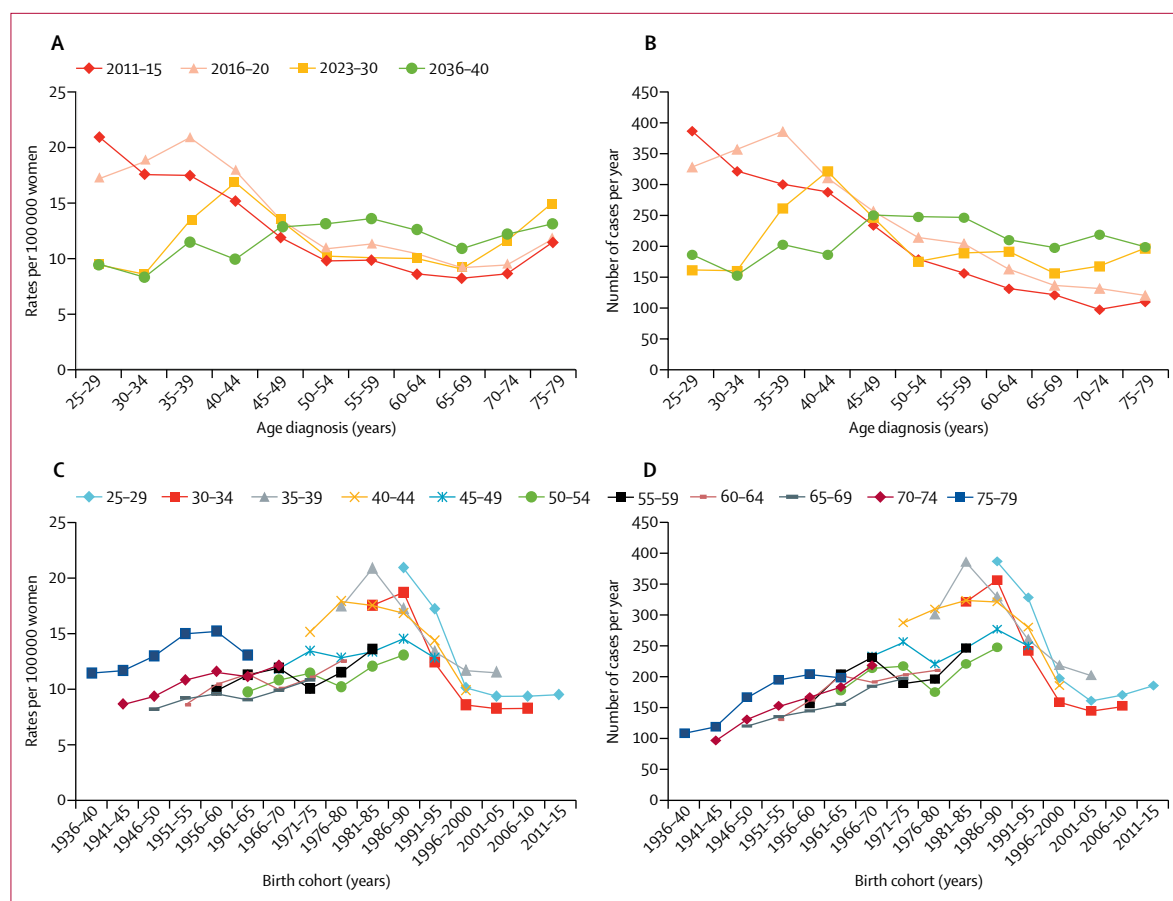 A
2011–15 2016–20 2023–30 2036–40
Rates per 100 000 women
25
20
15
10
5
0
25–29 30–34 35–39 40–44 45–49 50–54 55–59 60–64 65–69 70–74 75–79
Age diagnosis (years)
B
Number of cases per year
450
400
350
300
250
200
150
100
50
0
25–29 30–34 35–39 40–44 45–49 50–54 55–59 60–64 65–69 70–74 75–79
Age diagnosis (years)
C
D
25–29 30–34 35–39 40–44 45–49 50–54 55–59 60–64 65–69 70–74 75–79
Rates per 100 000 women
25
20
15
10
5
0
1936–40 1941–45 1946–50 1951–55 1956–60 1961–65 1966–70 1971–75 1976–80 1981–85 1986–90 1991–95 1996–2000 2001–05 2006–10 2011–15
Birth cohort (years)
Number of cases per year
450
400
350
300
250
200
150
100
50
0
1936–40 1941–45 1946–50 1951–55 1956–60 1961–65 1966–70 1971–75 1976–80 1981–85 1986–90 1991–95 1996–2000 2001–05 2006–10 2011–15
Birth cohort (years)